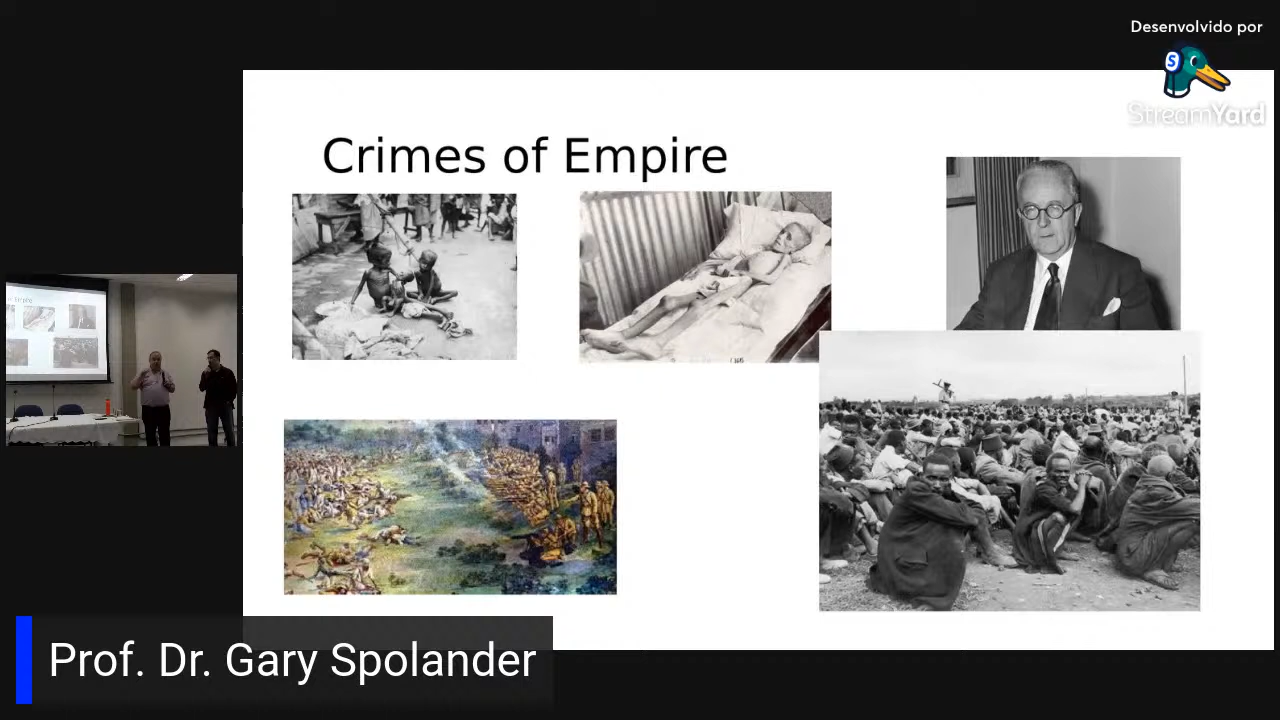 Desenvolvido por
StreamYard
Crimes of Empire
Prof. Dr. Gary Spolander